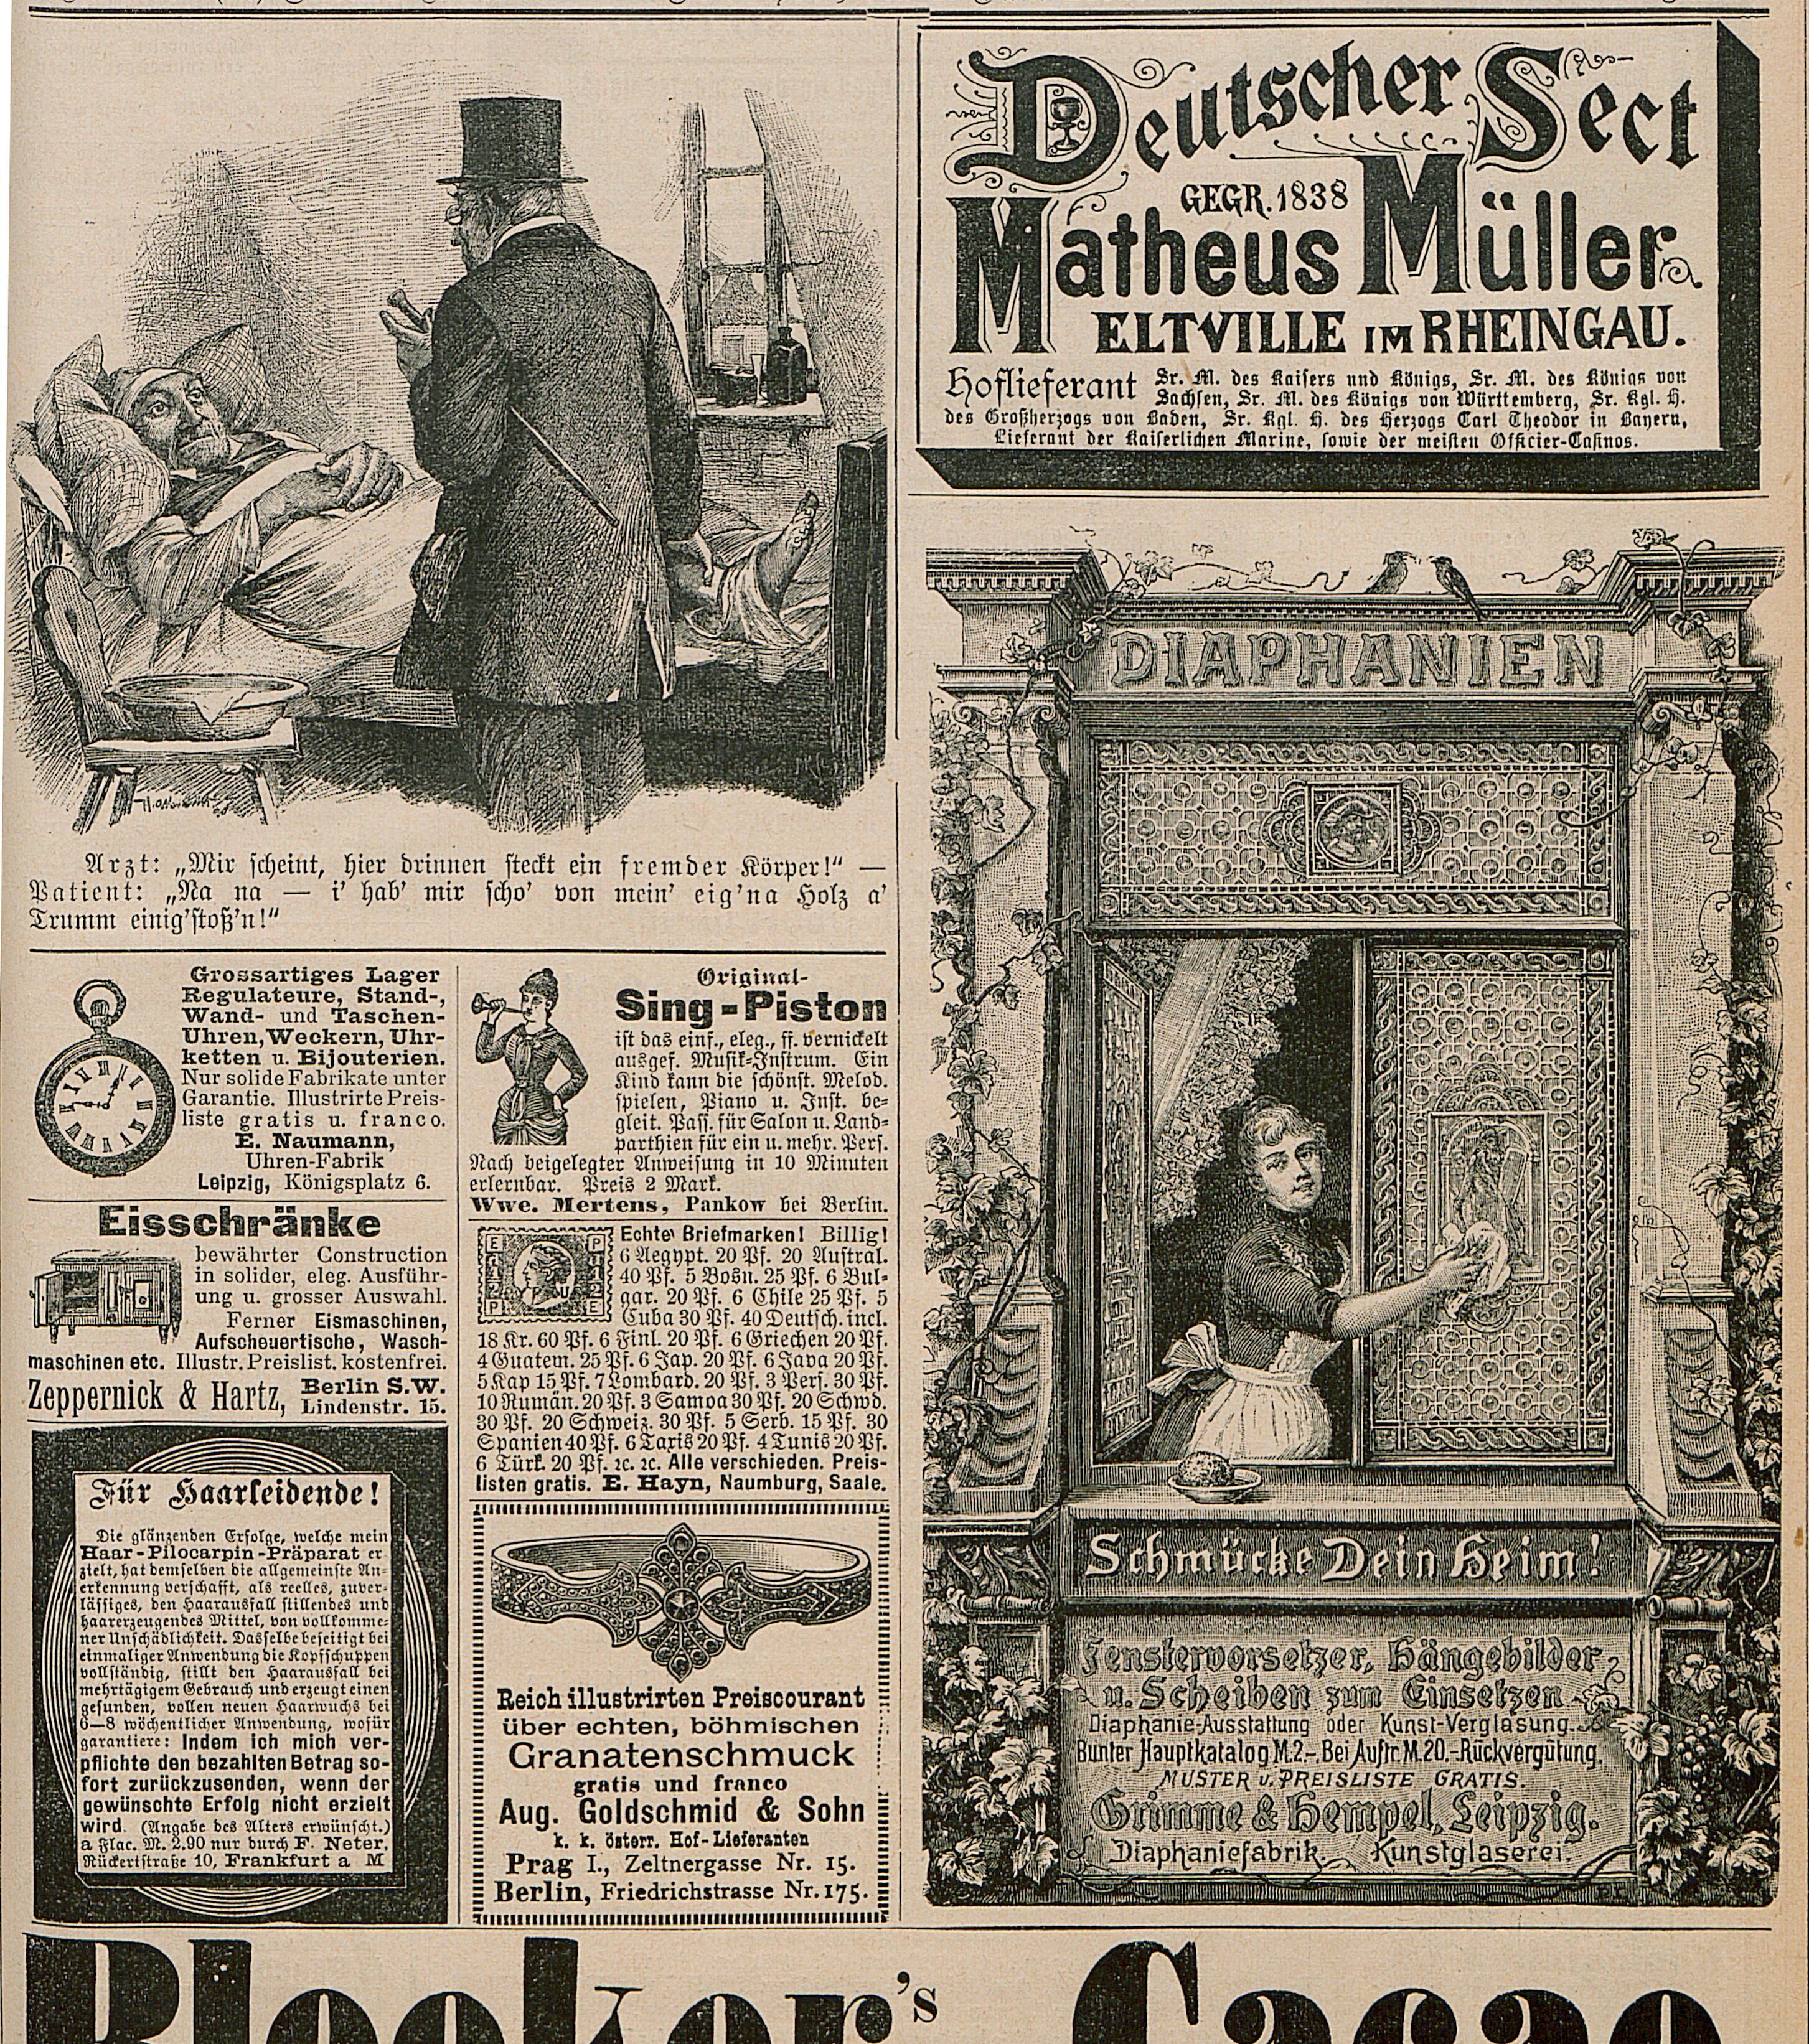 Arzt: „Mir scheint, hier drinnen steckt ein fremder Körper!“ —
Patient: „Na na — i' hab' mir scho' von mein' eig'na Holz a'
Trumm einig'stoß'n!“
Grossartiges Lager
Regulateure, Stand-,
Wand- und Taschen-
Uhren, Weckern, Uhr-
ketten u. Bijouterien.
Nur solide Fabrikate unter
Garantie. Illustrirte Preis-
liste gratis u. franco.
E. Naumann,
Uhren-Fabrik
Leipzig, Königsplatz 6.
Eisschränke
bewährter Construction
in solider, eleg. Ausführ-
ung u. grosser Auswahl.
Ferner Eismaschinen,
Aufscheuertische, Wasch-
maschinen etc. Illustr. Preislist. kostenfrei.
Zeppernick & Hartz, Berlin S.W.
Lindenstr. 15.
Für Haarleidende!
Die glänzenden Erfolge, welche mein
Haar-Pilocarpin-Präparat er
zielt, hat demselben die allgemeinste An-
erkennung verschafft, als reelles, zuver-
lässiges, den Haarausfall stillendes und
haarerzeugendes Mittel, von vollkomme-
ner Unschädlichkeit. Dasselbe beseitigt bei
einmaliger Anwendung die Kopfschuppen
vollständig, stillt den Haarausfall bei
mehrtägigem Gebrauch und erzeugt einen
gesunden, vollen neuen Haarwuchs bei
6—8 wöchentlicher Anwendung, wofür
garantiere: Indem ich mich ver-
pflichte den bezahlten Betrag so-
fort zurückzusenden, wenn der
gewünschte Erfolg nicht erzielt
wird. (Angabe des Alters erwünscht.)
a Flac. M. 2.90 nur durch F. Neter,
Rückertstraße 10, Frankfurt a M
Original-
Sing-Piston
ist das einf., eleg., ff. vernickelt
ausgef. Musik-Instrum. Ein
Kind kann die schönst. Melod.
spielen, Piano u. Inst. be-
gleit. Pass. für Salon u. Land-
parthien für ein u. mehr. Pers.
Nach beigelegter Anweisung in 10 Minuten
erlernbar. Preis 2 Mark.
Wwe. Mertens, Pankow bei Berlin.
Echte Briefmarken! Billig!
6 Aegypt. 20 Pf. 20 Austral.
40 Pf. 5 Bosn. 25 Pf. 6 Bul-
gar. 20 Pf. 6 Chile 25 Pf. 5
Cuba 30 Pf. 40 Deutsch. incl.
18 Kr. 60 Pf. 6 Finl. 20 Pf. 6 Griechen 20 Pf.
4 Guatem. 25 Pf. 6 Jap. 20 Pf. 6 Java 20 Pf.
5 Kap 15 Pf. 7 Lombard. 20 Pf. 3 Pers. 30 Pf.
10 Rumän. 20 Pf. 3 Samoa 30 Pf. 20 Schwd.
30 Pf. 20 Schweiz. 30 Pf. 5 Serb. 15 Pf. 30
Spanien 40 Pf. 6 Taxis 20 Pf. 4 Tunis 20 Pf.
6 Türk. 20 Pf. ꝛc. ꝛc. Alle verschieden. Preis-
listen gratis. E. Hayn, Naumburg, Saale.
Reich illustrirten Preiscourant
über echten, böhmischen
Granatenschmuck
gratis und franco
Aug. Goldschmid & Sohn
k. k. österr. Hof-Lieferanten
Prag I., Zeltnergasse Nr. 15.
Berlin, Friedrichstrasse Nr. 175.
Deutscher Sect
GEGR. 1838
Matheus Müller
ELTVILLE IM RHEINGAU.
Hoflieferant Sr. M. des Kaisers und Königs, Sr. M. des Königs von
Sachsen, Sr. M. des Königs von Württemberg, Sr. Kgl. H.
des Großherzogs von Baden, Sr. Kgl. H. des Herzogs Carl Theodor in Bayern,
Lieferant der Kaiserlichen Marine, sowie der meisten Officier-Casinos.
DIAPHANIEN
Schmücke Dein Heim!
Fenstervorsetzer, Hängebilder
u. Scheiben zum Einsetzen
Diaphanie-Ausstattung oder Kunst-Verglasung.
Bunter Hauptkatalog M.2.- Bei Auftr. M.20.-Rückvergütung.
MUSTER u. PREISLISTE GRATIS.
Grimme & Hempel, Leipzig.
Diaphaniefabrik. Kunstglaserei.
Blooker's Cacao